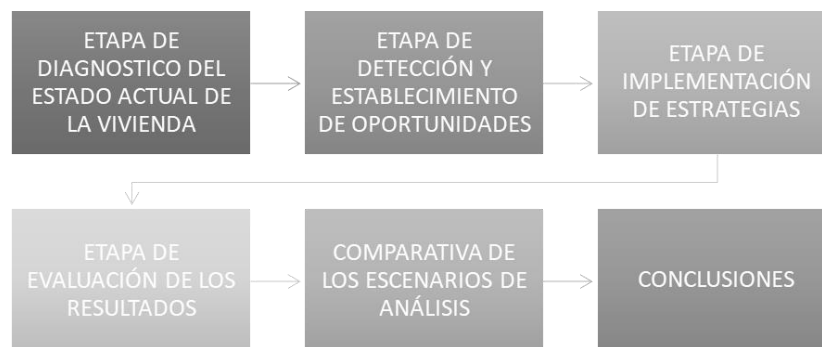 ETAPA DE
DIAGNOSTICO DEL
ESTADO ACTUAL DE
LA VIVIENDA
ETAPA DE
DETECCIÓN Y
ESTABLECIMIENTO
DE OPORTUNIDADES
ETAPA DE
IMPLEMENTACIÓN
DE ESTRATEGIAS
ETAPA DE
EVALUACIÓN DE LOS
RESULTADOS
COMPARATIVA DE
LOS ESCENARIOS DE
ANÁLISIS
CONCLUSIONES